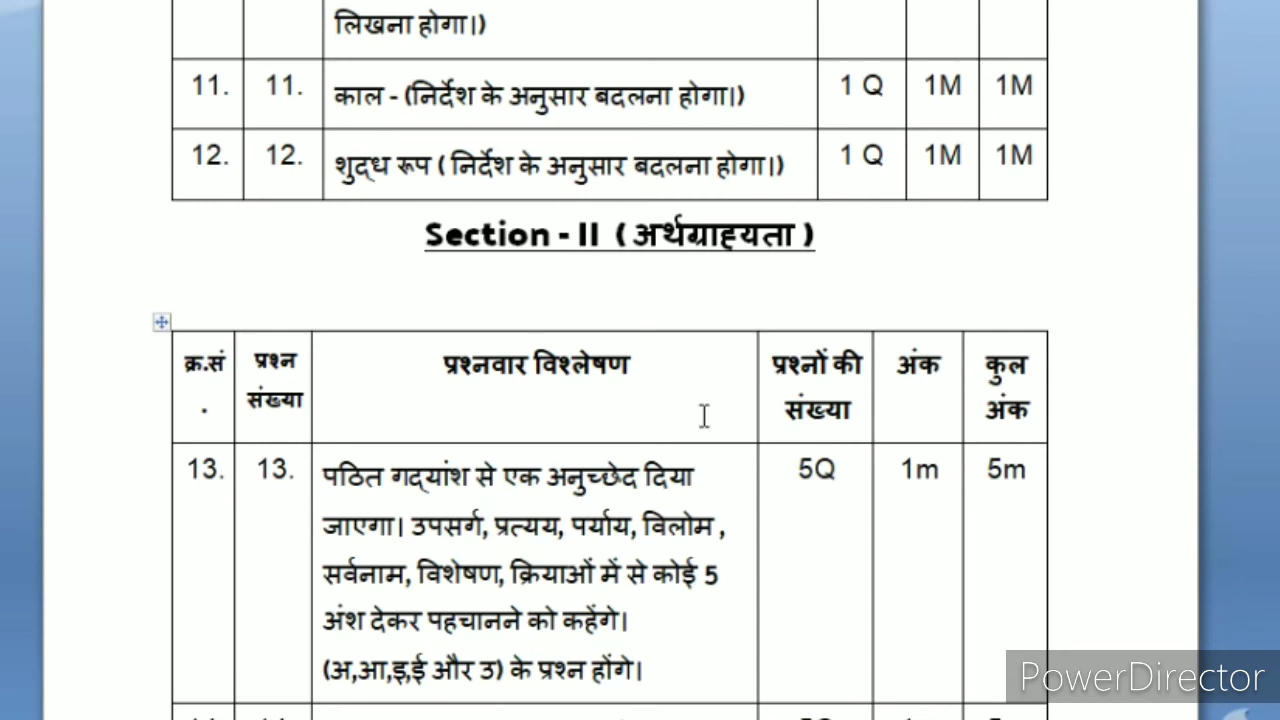 लिखना होगा।)
11. 11. काल - (निर्देश के अनुसार बदलना होगा।) 1 Q 1M 1M
12. 12. शुद्ध रूप ( निर्देश के अनुसार बदलना होगा।) 1 Q 1M 1M
Section - II ( अर्थग्राह्यता )
क्र.सं प्रश्न प्रश्नवार विश्लेषण प्रश्नों की अंक कुल
. संख्या संख्या अंक
13. 13. पठित गद्यांश से एक अनुच्छेद दिया 5Q 1m 5m
जाएगा। उपसर्ग, प्रत्यय, पर्याय, विलोम ,
सर्वनाम, विशेषण, क्रियाओं में से कोई 5
अंश देकर पहचानने को कहेंगे।
(अ,आ,इ,ई और उ) के प्रश्न होंगे।
PowerDirector